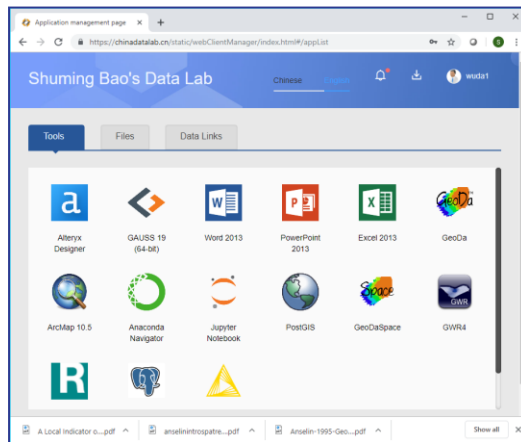 Application management page
https://chinadatalab.cn/static/webClientManager/index.html#/appList
Shuming Bao's Data Lab
Chinese
wuda1
Tools
Files
Data Links
Alteryx
Designer
GAUSS 19
(64-bit)
Word 2013
PowerPoint
2013
Excel 2013
GeoDa
ArcMap 10.5
Anaconda
Navigator
Jupyter
Notebook
PostGIS
GeoDaSpace
GWR4
A Local Indicator o....pdf
anselinintrospatre....pdf
Anselin-1995-Geo....pdf
Show all